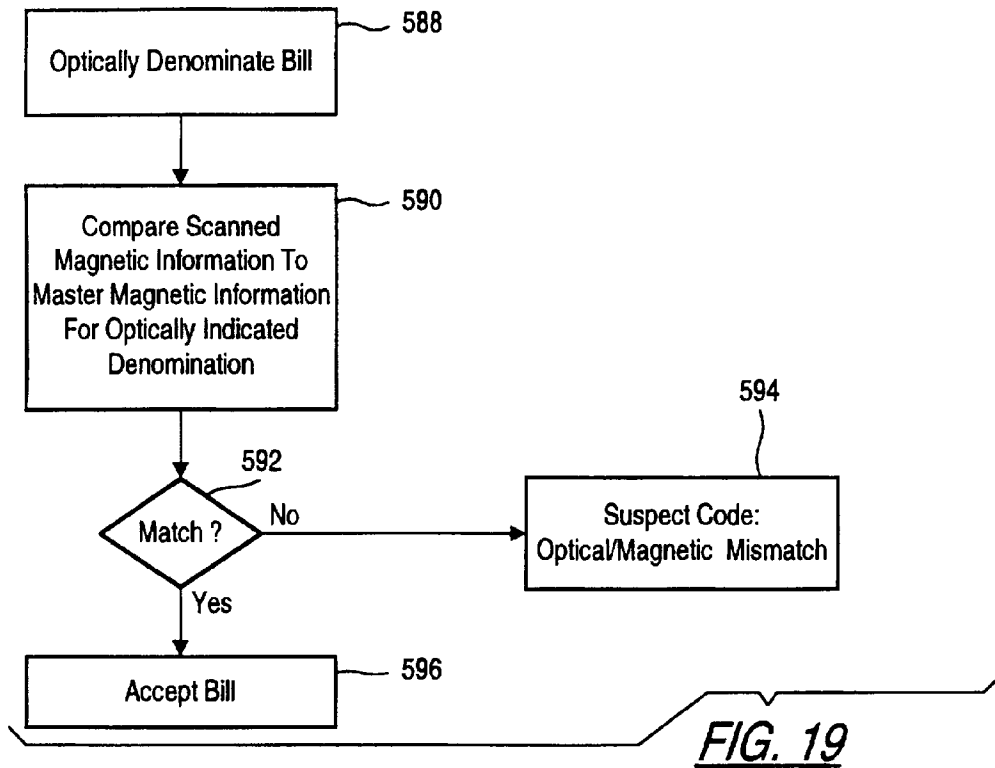 588
Optically Denominate Bill
590
Compare Scanned
Magnetic Information To
Master Magnetic Information
For Optically Indicated
Denomination
592
Match ?
No
594
Suspect Code:
Optical/Magnetic Mismatch
Yes
596
Accept Bill
FIG. 19